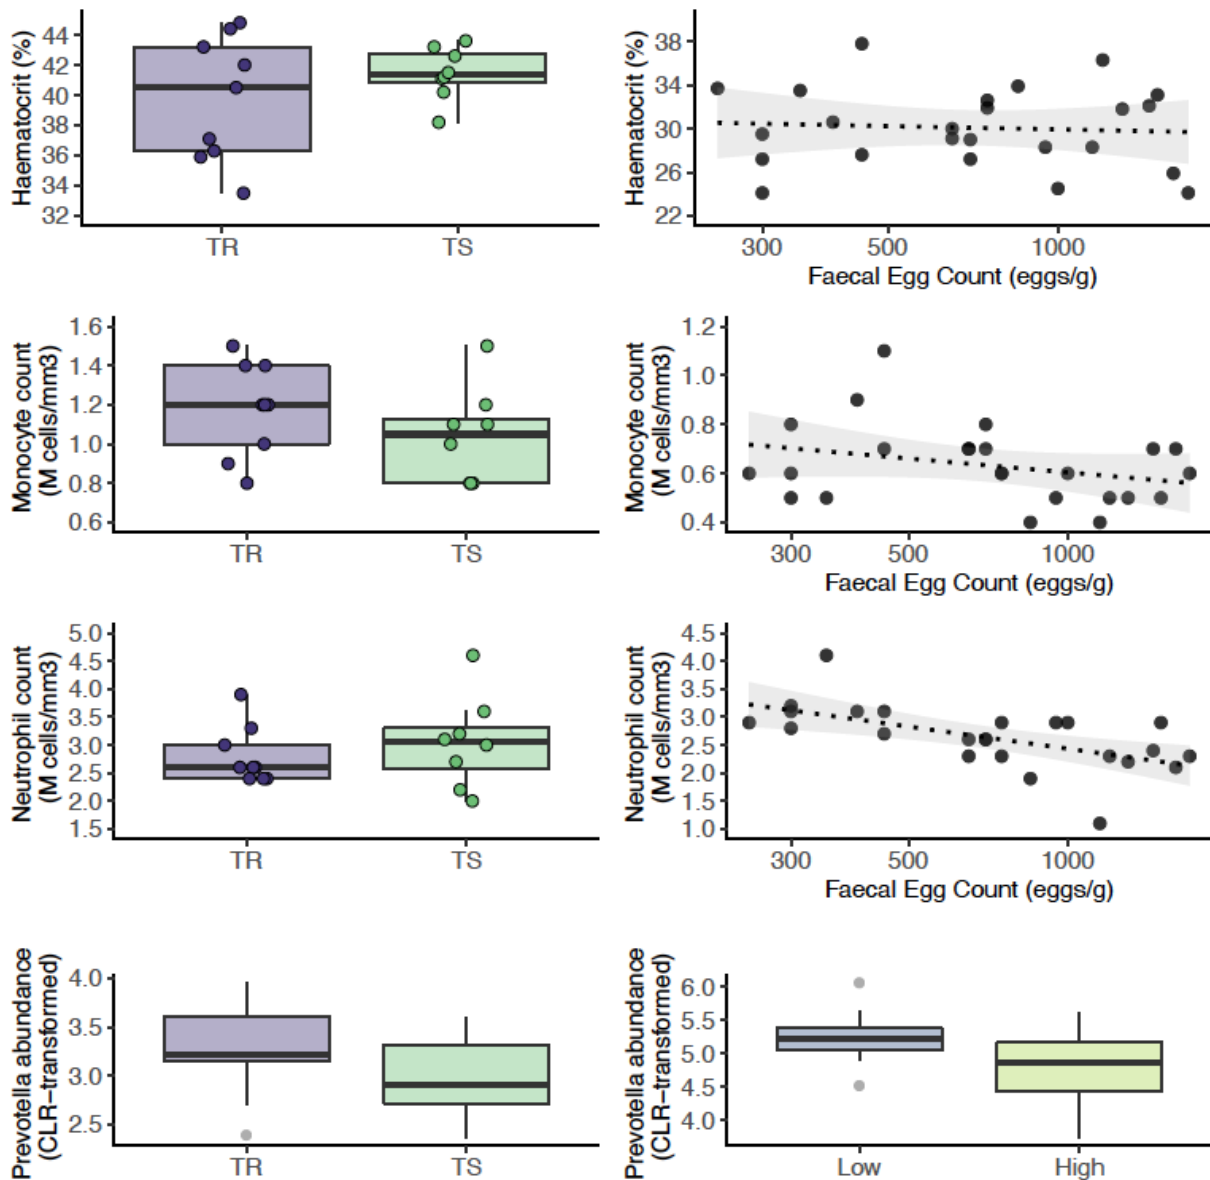 Haematocrit (%)
44
42
40
38
36
34
32
TR
TS
Haematocrit (%)
38
34
30
26
22
300
500
1000
Faecal Egg Count (eggs/g)
Monocyte count
(M cells/mm3)
1.6
1.4
1.2
1.0
0.8
0.6
TR
TS
Monocyte count
(M cells/mm3)
1.2
1.0
0.8
0.6
0.4
300
500
1000
Faecal Egg Count (eggs/g)
Neutrophil count
(M cells/mm3)
5.0
4.5
4.0
3.5
3.0
2.5
2.0
1.5
TR
TS
Neutrophil count
(M cells/mm3)
4.5
4.0
3.5
3.0
2.5
2.0
1.5
1.0
300
500
1000
Faecal Egg Count (eggs/g)
Prevotella abundance
(CLR−transformed)
4.0
3.5
3.0
2.5
TR
TS
Prevotella abundance
(CLR−transformed)
6.0
5.5
5.0
4.5
4.0
Low
High